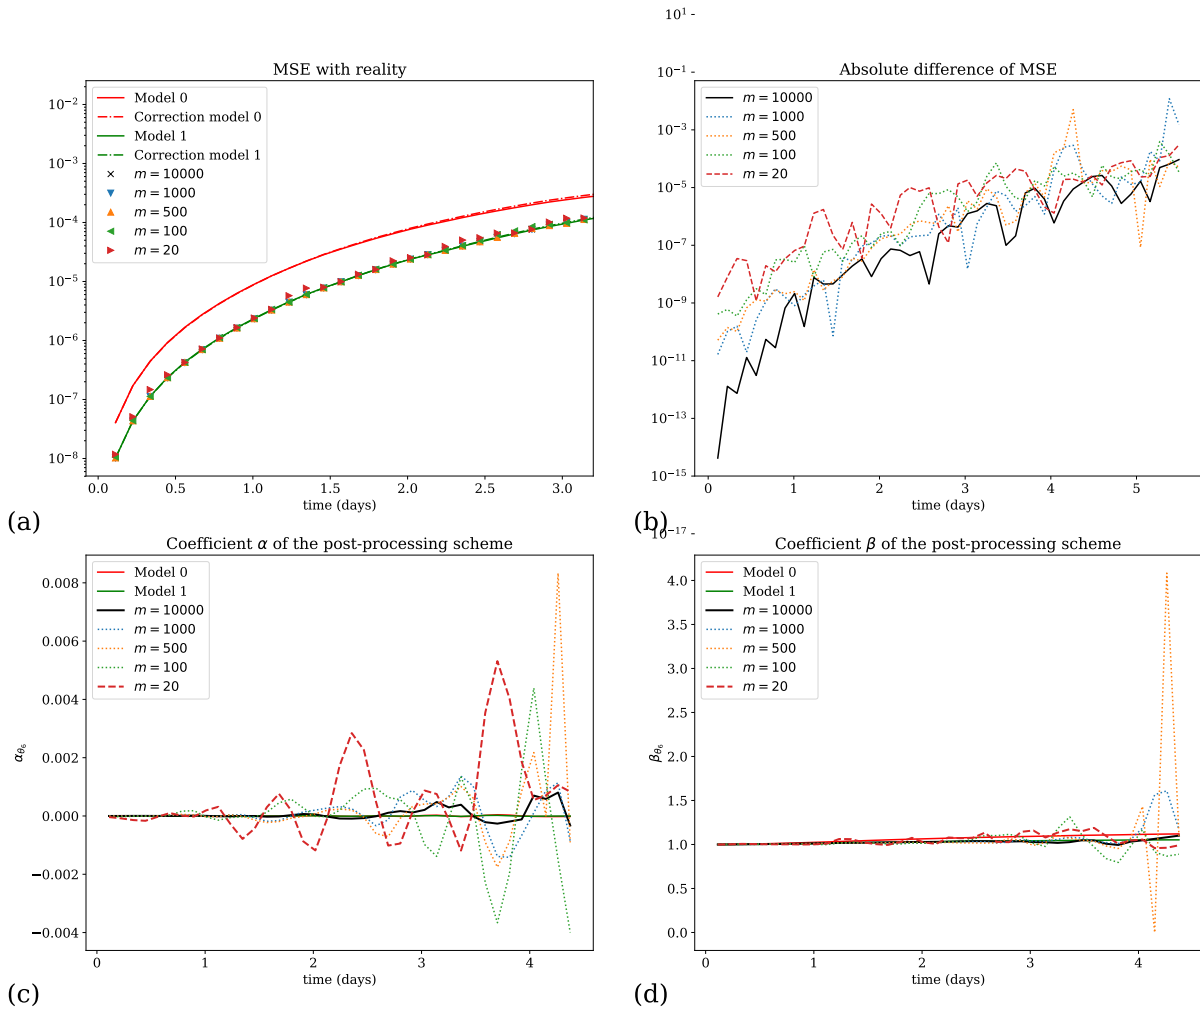 MSE with reality
10⁻²
10⁻³
10⁻⁴
10⁻⁵
10⁻⁶
10⁻⁷
10⁻⁸
Model 0
Correction model 0
Model 1
Correction model 1
m = 10000
m = 1000
m = 500
m = 100
m = 20
0.0 0.5 1.0 1.5 2.0 2.5 3.0
time (days)
(a)
Absolute difference of MSE
10¹
10⁻¹
10⁻³
10⁻⁵
10⁻⁷
10⁻⁹
10⁻¹¹
10⁻¹³
10⁻¹⁵
10⁻¹⁷
m = 10000
m = 1000
m = 500
m = 100
m = 20
0 1 2 3 4 5
time (days)
(b)
Coefficient α of the post-processing scheme
0.008
0.006
0.004
0.002
0.000
−0.002
−0.004
α_θ₆
Model 0
Model 1
m = 10000
m = 1000
m = 500
m = 100
m = 20
0 1 2 3 4
time (days)
(c)
Coefficient β of the post-processing scheme
4.0
3.5
3.0
2.5
2.0
1.5
1.0
0.5
0.0
β_θ₆
Model 0
Model 1
m = 10000
m = 1000
m = 500
m = 100
m = 20
0 1 2 3 4
time (days)
(d)